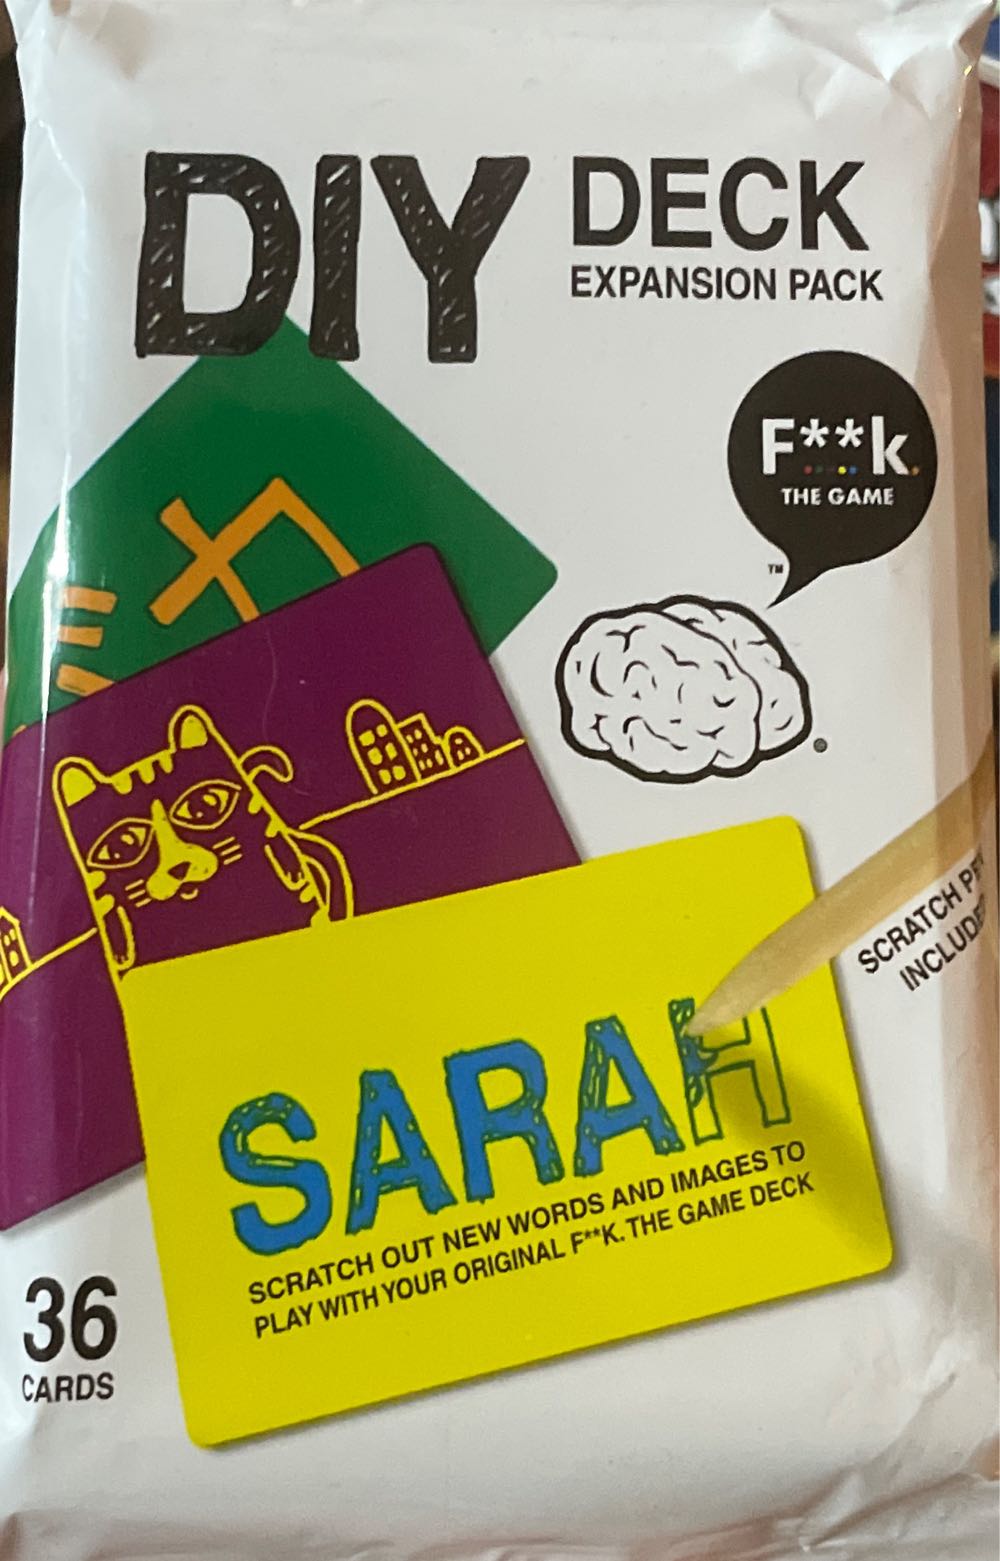 DIY
DECK
EXPANSION PACK
F**k.
THE GAME
TM
®
SCRATCH
SARAH
SCRATCH OUT NEW WORDS AND IMAGES TO
PLAY WITH YOUR ORIGINAL F**K. THE GAME DECK
36
CARDS